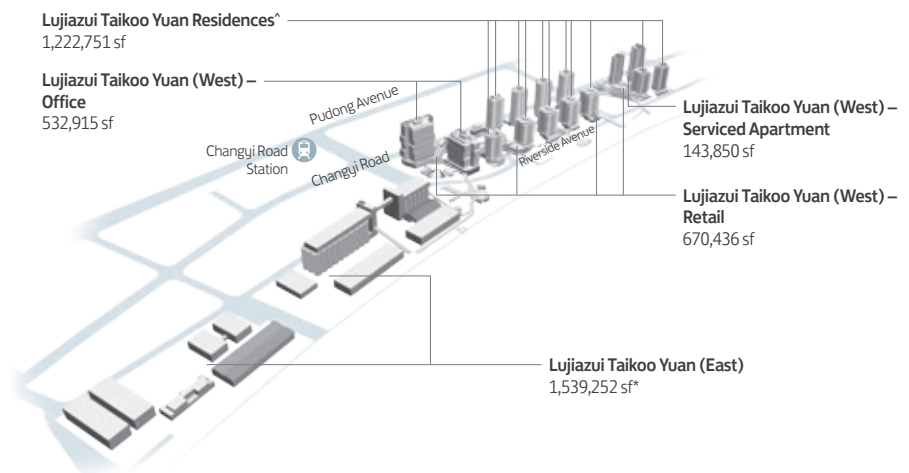 Lujiazui Taikoo Yuan Residences^
1,222,751 sf
Lujiazui Taikoo Yuan (West) –
Office
532,915 sf
Pudong Avenue
Changyi Road
Station
Changyi Road
Riverside Avenue
Lujiazui Taikoo Yuan (West) –
Serviced Apartment
143,850 sf
Lujiazui Taikoo Yuan (West) –
Retail
670,436 sf
Lujiazui Taikoo Yuan (East)
1,539,252 sf*